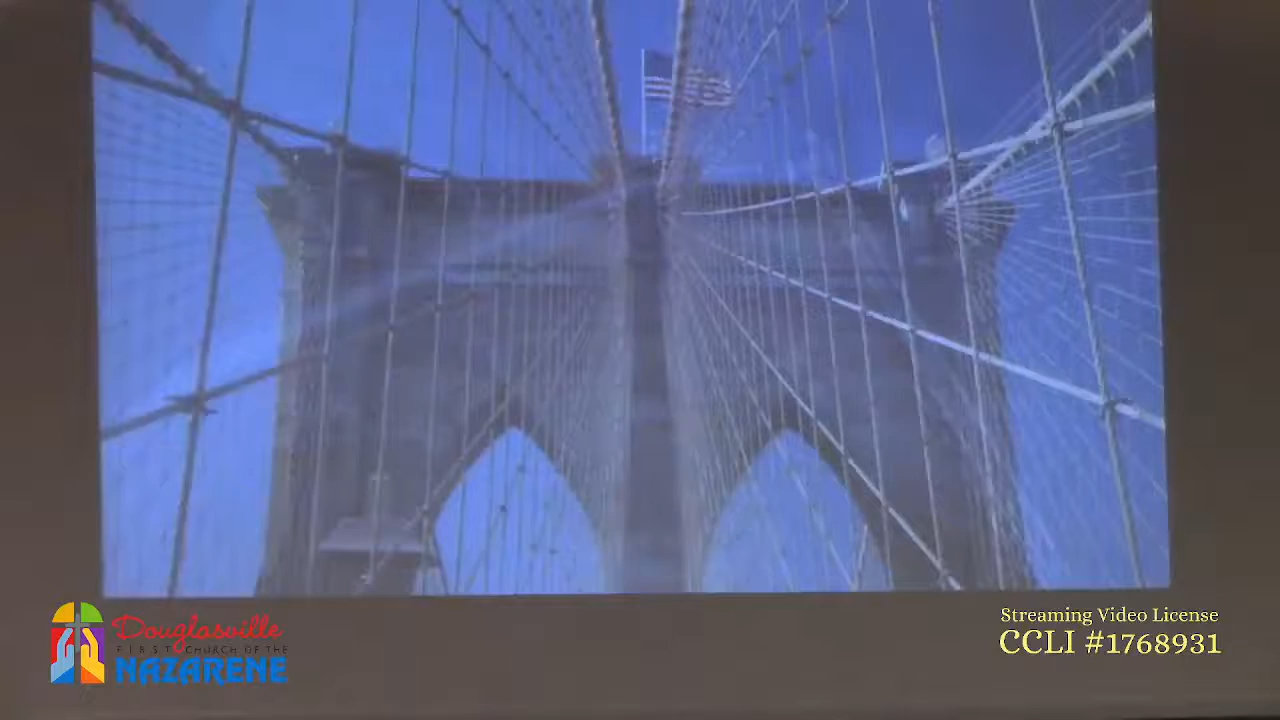 Douglasville
FIRST CHURCH OF THE
NAZARENE
Streaming Video License
CCLI #1768931